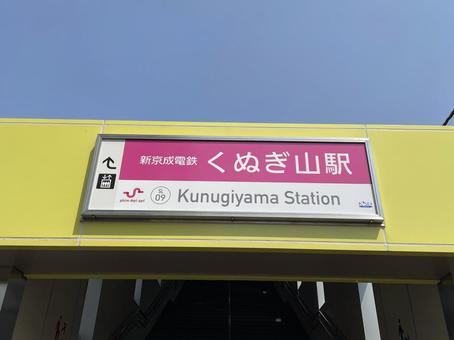 新京成電鉄 くぬぎ山駅
shin-kei-sei
SL
09
Kunugiyama Station